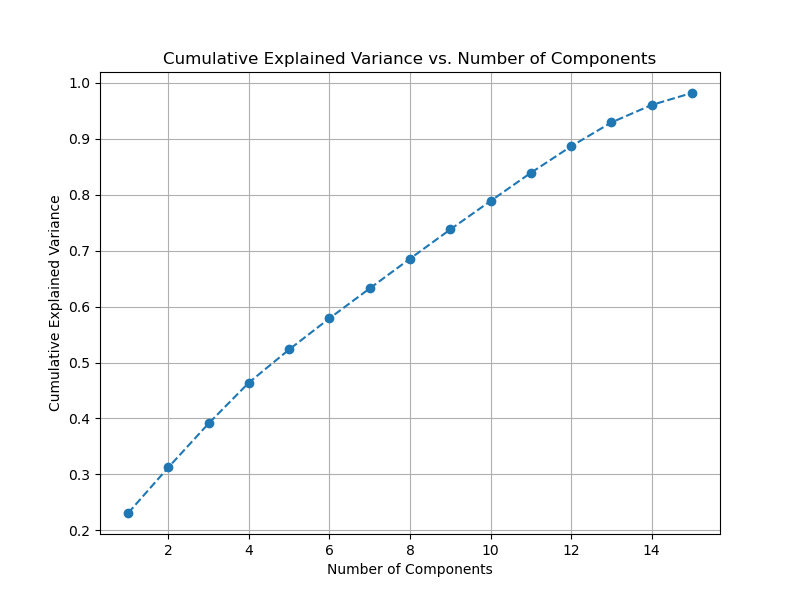 Cumulative Explained Variance vs. Number of Components
1.0
0.9
0.8
0.7
0.6
0.5
0.4
0.3
0.2
Cumulative Explained Variance
2 4 6 8 10 12 14
Number of Components